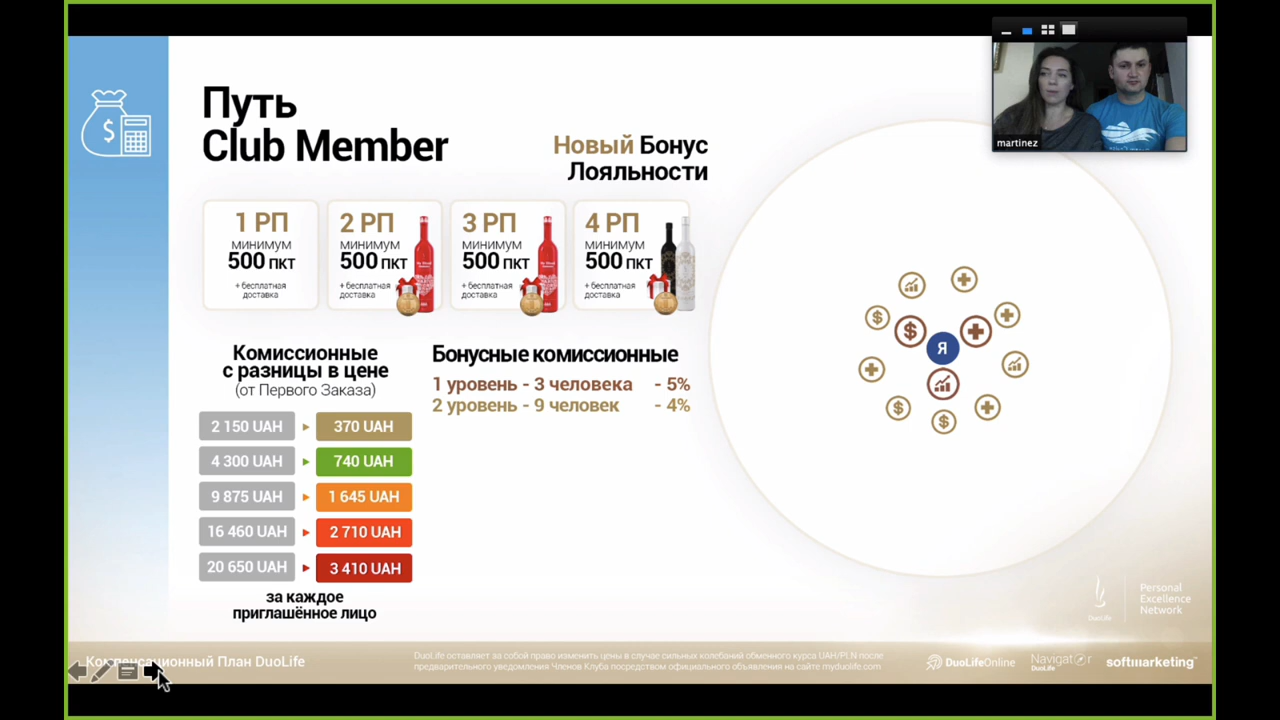 Путь
Club Member
Новый Бонус
Лояльности
martinez
1 РП
минимум
500 ПКТ
+ бесплатная
доставка
2 РП
минимум
500 ПКТ
+ бесплатная
доставка
3 РП
минимум
500 ПКТ
+ бесплатная
доставка
4 РП
минимум
500 ПКТ
+ бесплатная
доставка
Комиссионные
с разницы в цене
(от Первого Заказа)
2 150 UAH 370 UAH
4 300 UAH 740 UAH
9 875 UAH 1 645 UAH
16 460 UAH 2 710 UAH
20 650 UAH 3 410 UAH
за каждое
приглашённое лицо
Бонусные комиссионные
1 уровень - 3 человека - 5%
2 уровень - 9 человек - 4%
Я
DuoLife
Personal
Excellence
Network
Компенсационный План DuoLife
DuoLife оставляет за собой право изменить цены в случае сильных колебаний обменного курса UAH/PLN после
предварительного уведомления Членов Клуба посредством официального объявления на сайте myduolife.com
DuoLifeOnline
Navigator
DuoLife
softmarketing